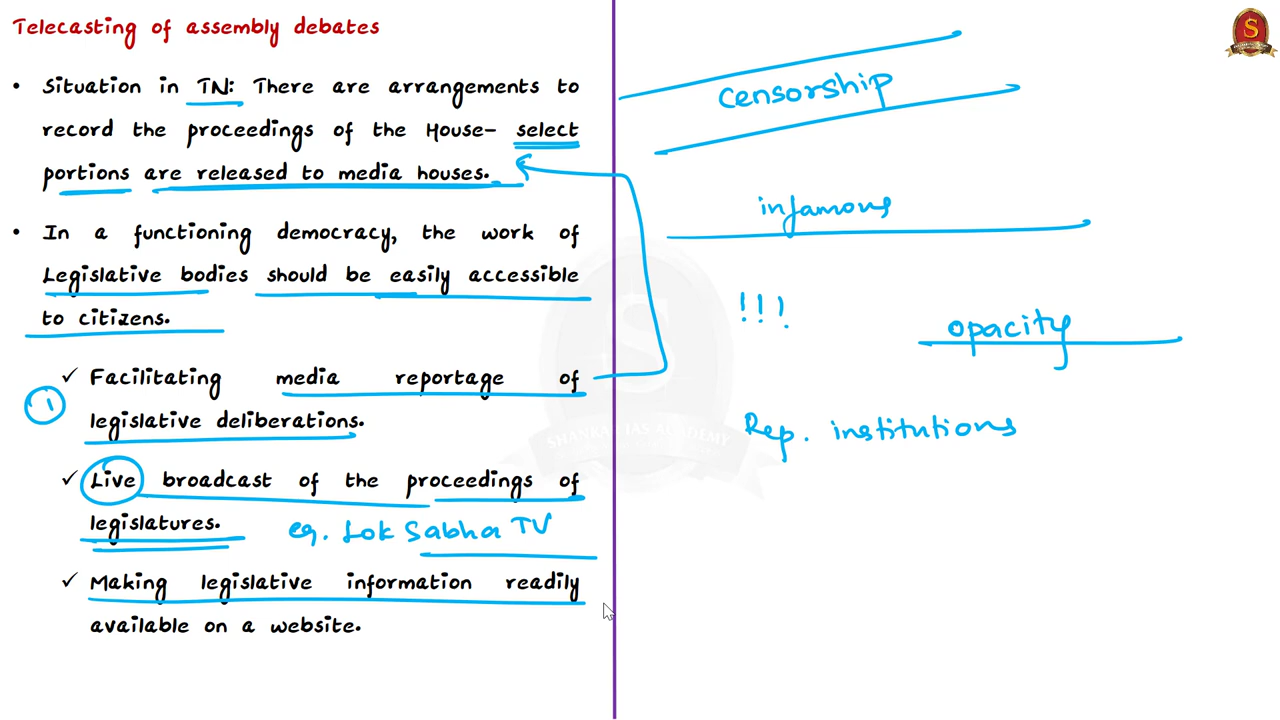 Telecasting of assembly debates
• Situation in TN: There are arrangements to
record the proceedings of the House- select
portions are released to media houses.
• In a functioning democracy, the work of
Legislative bodies should be easily accessible
to citizens.
✓ Facilitating media reportage of
1
legislative deliberations.
✓ Live broadcast of the proceedings of
legislatures.
eg. Lok Sabha TV
✓ Making legislative information readily
available on a website.
censorship
infamous
!!!
opacity
Rep. institutions
S
SHANKAR IAS ACADEMY